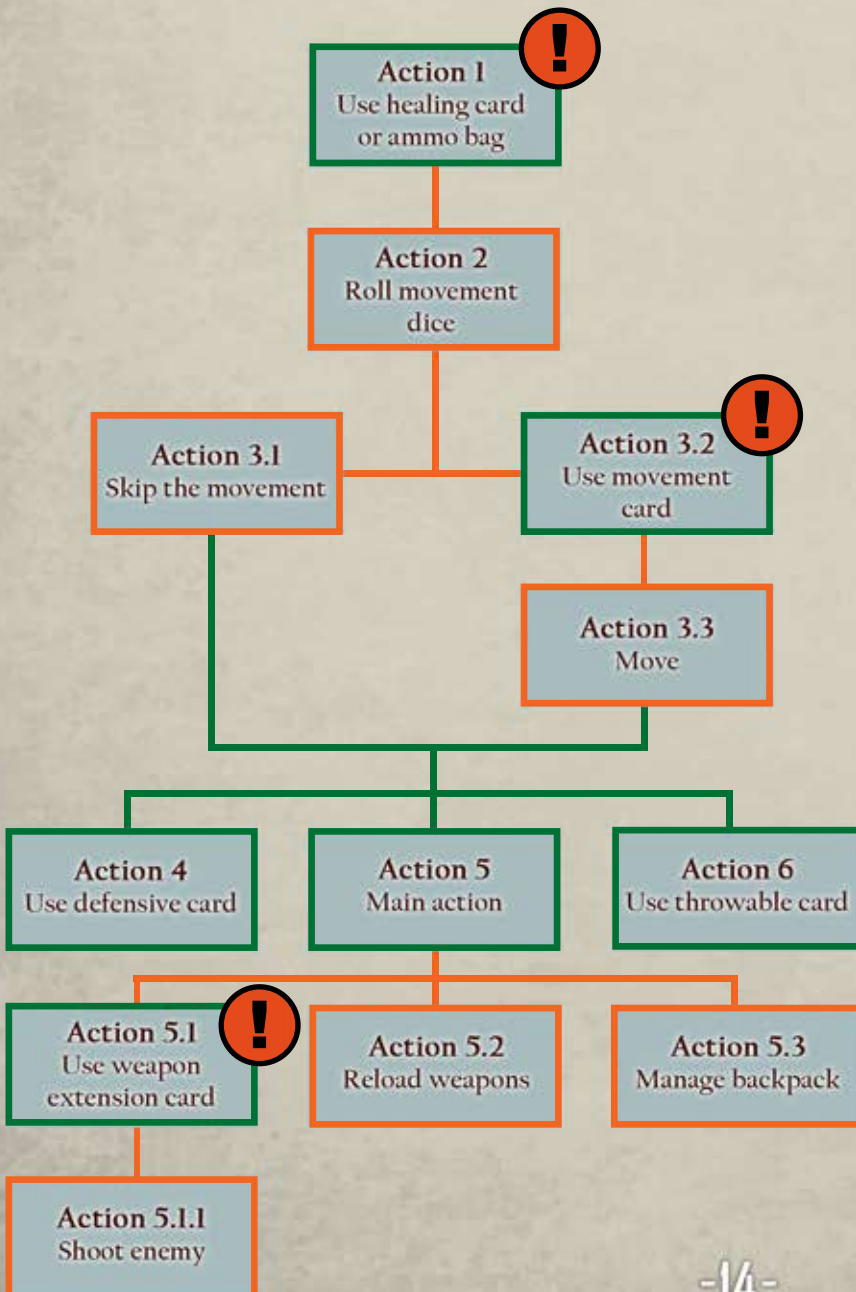 !
Action 1
Use healing card
or ammo bag
Action 2
Roll movement
dice
Action 3.1
Skip the movement
!
Action 3.2
Use movement
card
Action 3.3
Move
Action 4
Use defensive card
Action 5
Main action
Action 6
Use throwable card
!
Action 5.1
Use weapon
extension card
Action 5.2
Reload weapons
Action 5.3
Manage backpack
Action 5.1.1
Shoot enemy
-14-